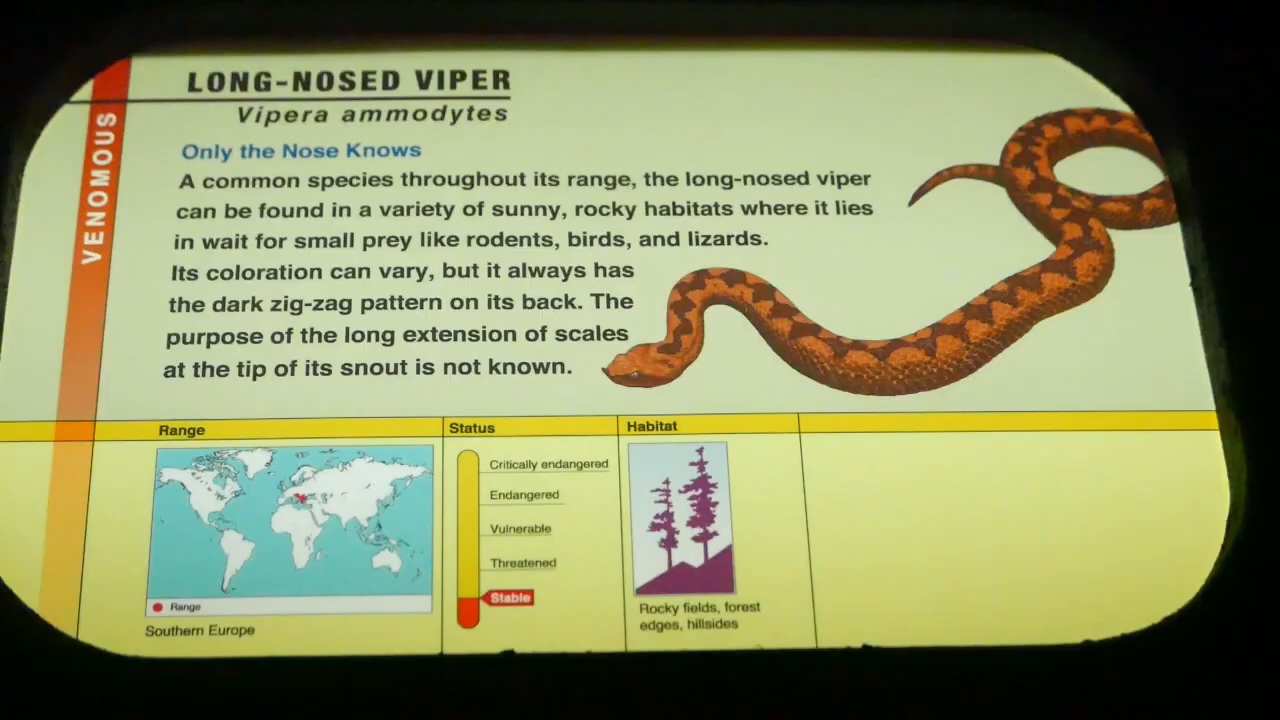 LONG-NOSED VIPER
Vipera ammodytes
VENOMOUS
Only the Nose Knows
A common species throughout its range, the long-nosed viper
can be found in a variety of sunny, rocky habitats where it lies
in wait for small prey like rodents, birds, and lizards.
Its coloration can vary, but it always has
the dark zig-zag pattern on its back. The
purpose of the long extension of scales
at the tip of its snout is not known.
Range
Range
Southern Europe
Status
Critically endangered
Endangered
Vulnerable
Threatened
Stable
Habitat
Rocky fields, forest
edges, hillsides